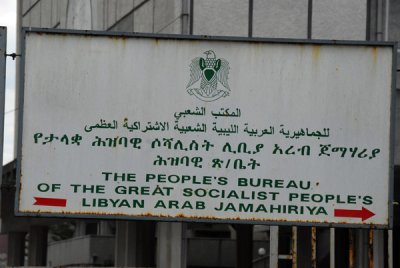 المكتب الشعبي
للجماهيرية العربية الليبية الشعبية الاشتراكية العظمى
የታላቋ ሕዝባዊ ሶሻሊስት ሊቢያ አረብ ጀማሃሪያ
ሕዝባዊ ጽ/ቤት
THE PEOPLE'S BUREAU
OF THE GREAT SOCIALIST PEOPLE'S
LIBYAN ARAB JAMAHIRIYA